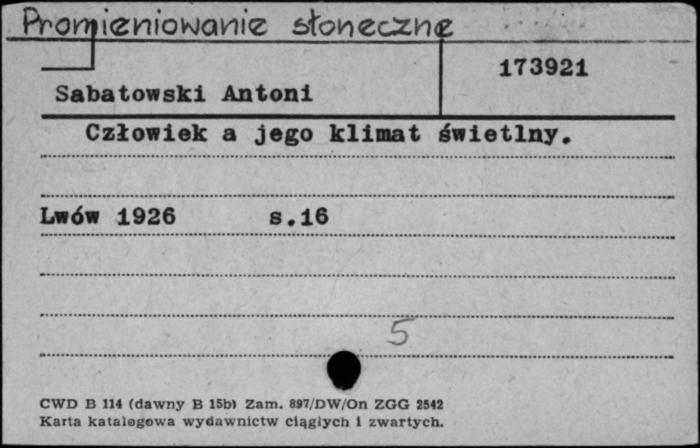 Promieniowanie słoneczne
173921
Sabatowski Antoni
Człowiek a jego klimat świetlny.
Lwów 1926 s.16
5
CWD B 114 (dawny B 15b) Zam. 897/DW/On ZGG 2542
Karta katalogowa wydawnictw ciągłych i zwartych.